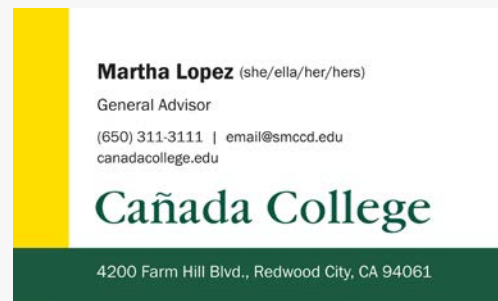 Martha Lopez (she/ella/her/hers)
General Advisor
(650) 311-3111 | email@smccd.edu
canadacollege.edu
Cañada College
4200 Farm Hill Blvd., Redwood City, CA 94061